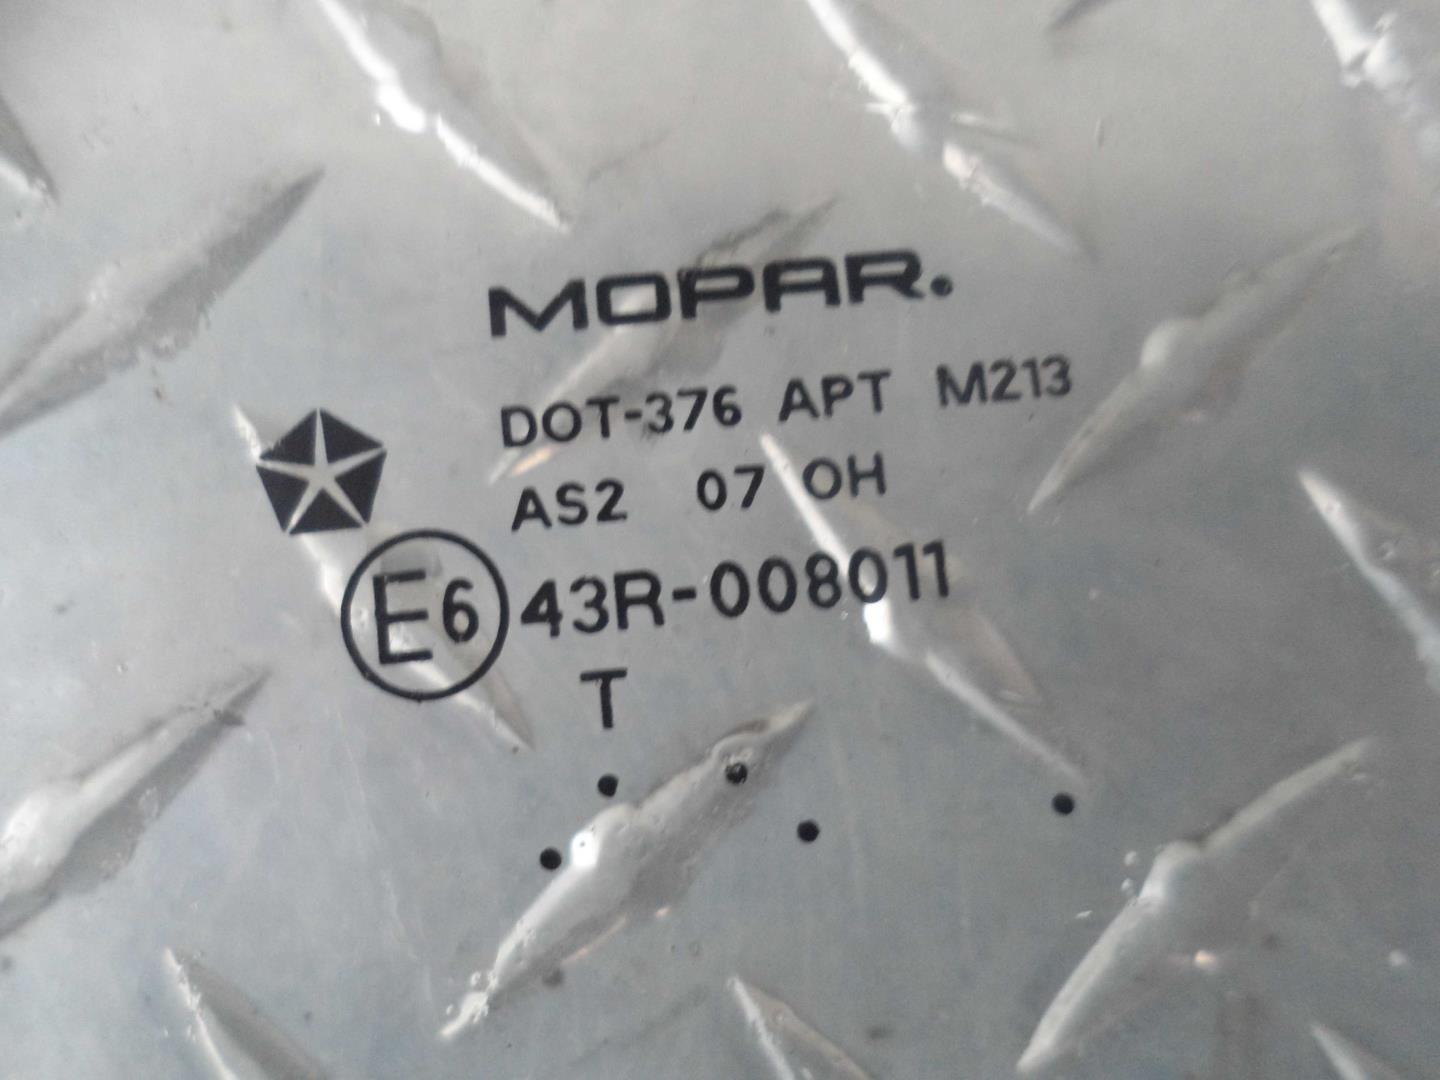 MOPAR.
DOT-376 APT M213
AS2 07 OH
E6 43R-008011
T